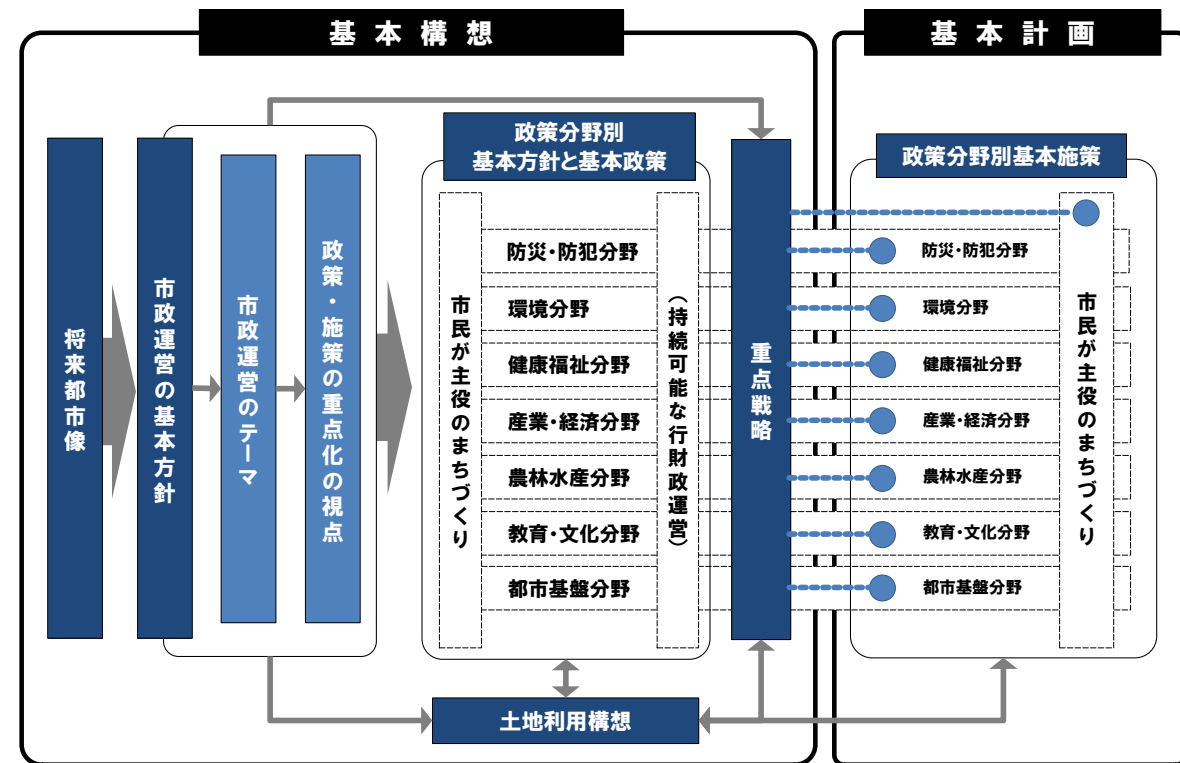 基本構想
基本計画
将来都市像
市政運営の基本方針
市政運営のテーマ
政策・施策の重点化の視点
政策分野別
基本方針と基本政策
市民が主役のまちづくり
防災・防犯分野
環境分野
健康福祉分野
産業・経済分野
農林水産分野
教育・文化分野
都市基盤分野
(持続可能な行財政運営)
重点戦略
土地利用構想
政策分野別基本施策
防災・防犯分野
環境分野
健康福祉分野
産業・経済分野
農林水産分野
教育・文化分野
都市基盤分野
市民が主役のまちづくり